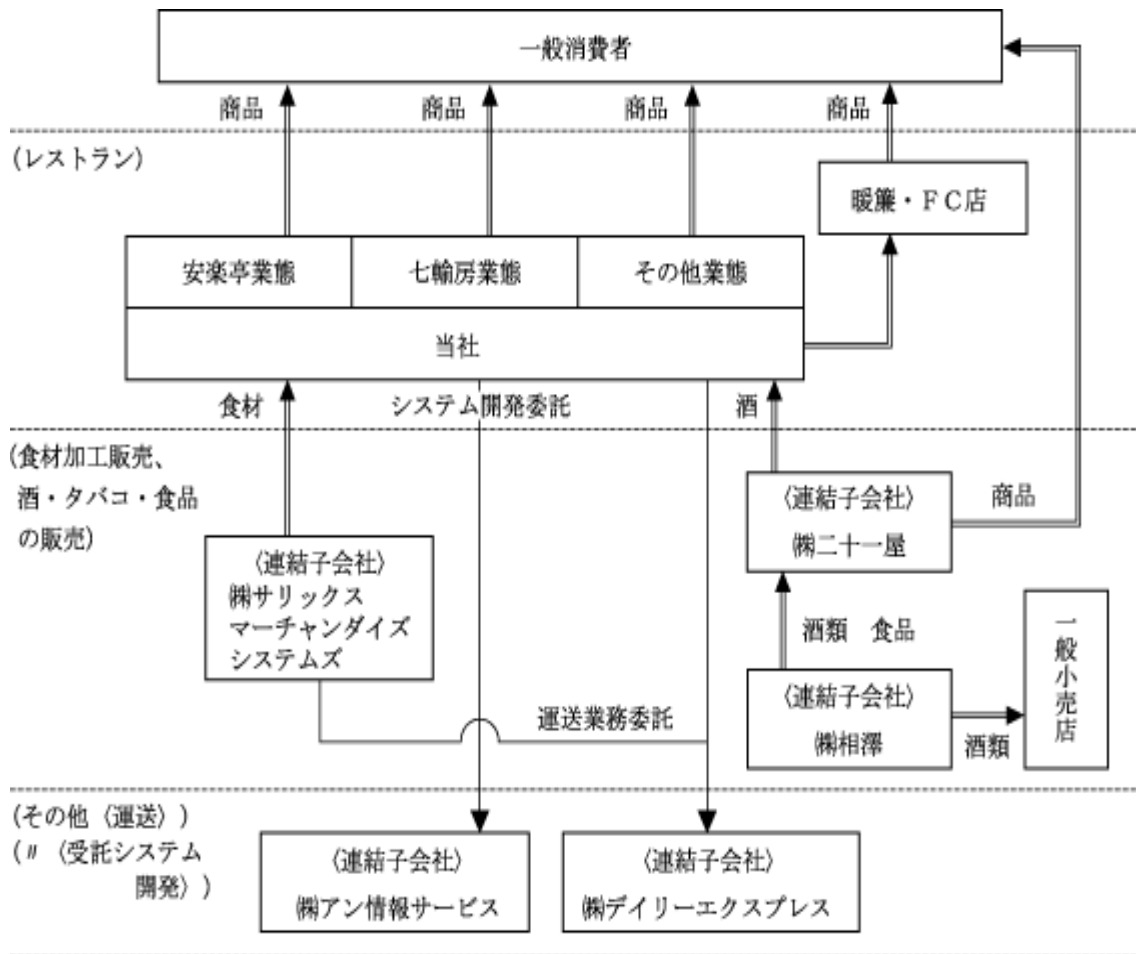 一般消費者
商品
商品
商品
商品
(レストラン)
暖簾・ＦＣ店
安楽亭業態
七輪房業態
その他業態
当社
食材
システム開発委託
酒
(食材加工販売、
酒・タバコ・食品
の販売)
〈連結子会社〉
㈱サリックス
マーチャンダイズ
システムズ
〈連結子会社〉
㈱二十一屋
商品
酒類　食品
〈連結子会社〉
㈱相澤
酒類
一般小売店
運送業務委託
(その他〈運送〉)
(〃〈受託システム
開発〉)
〈連結子会社〉
㈱アン情報サービス
〈連結子会社〉
㈱デイリーエクスプレス